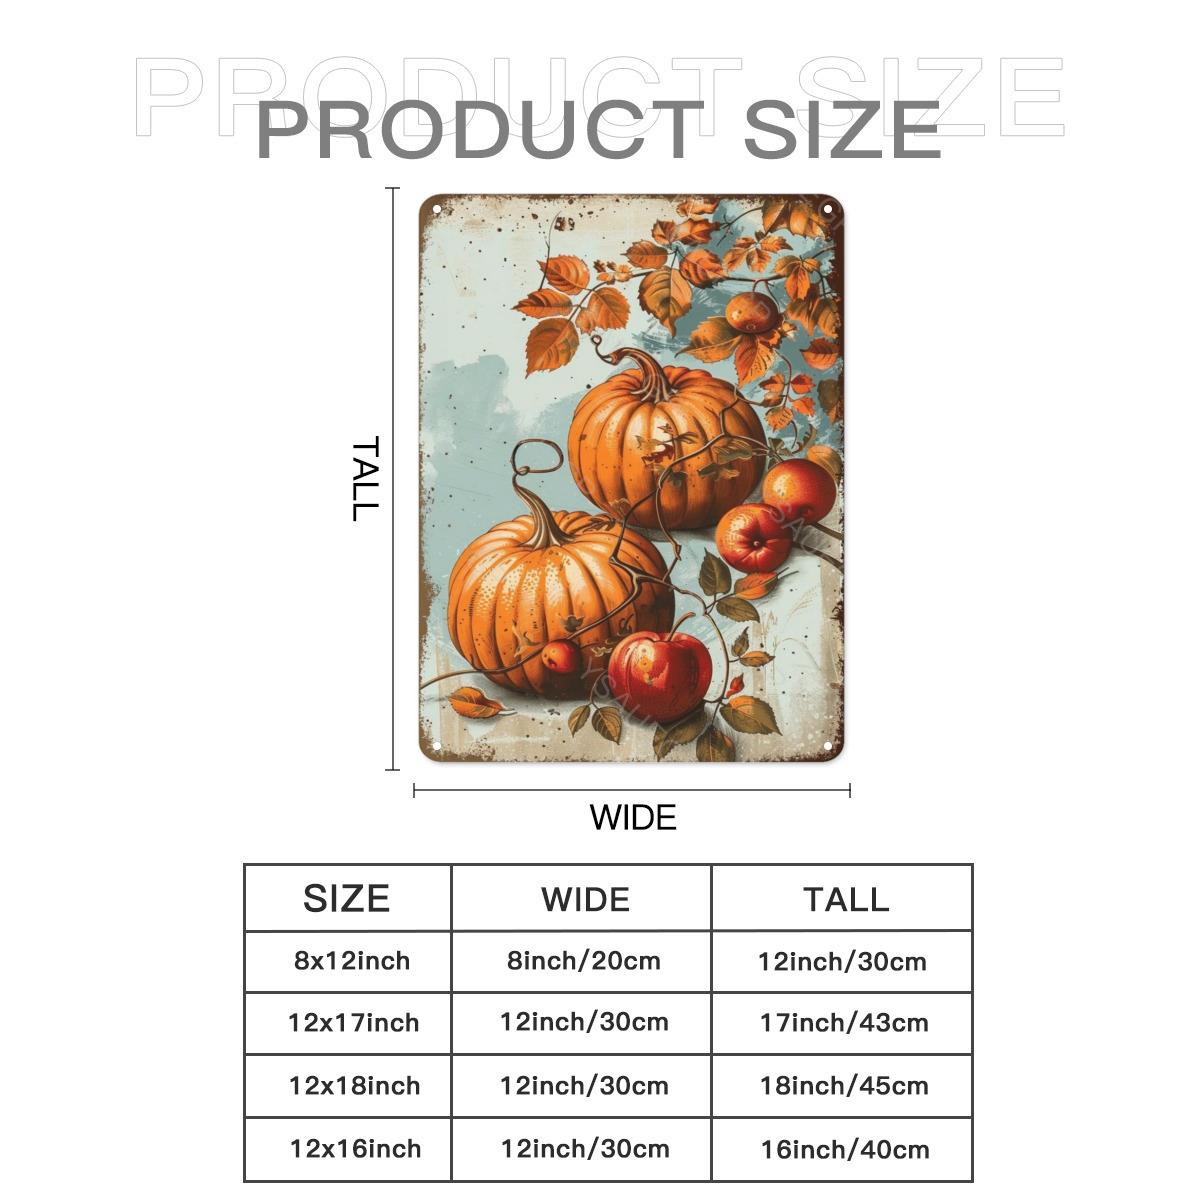 PRODUCT SIZE
PRODUCT SIZE
TALL
WIDE
SIZE WIDE TALL
8x12inch 8inch/20cm 12inch/30cm
12x17inch 12inch/30cm 17inch/43cm
12x18inch 12inch/30cm 18inch/45cm
12x16inch 12inch/30cm 16inch/40cm